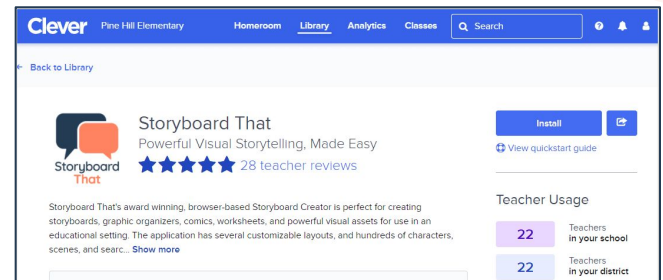 Clever Pine Hill Elementary Homeroom Library Analytics Classes Search
← Back to Library
Storyboard That
Storyboard That
Powerful Visual Storytelling, Made Easy
28 teacher reviews
Install
View quickstart guide
Storyboard That's award winning, browser-based Storyboard Creator is perfect for creating
storyboards, graphic organizers, comics, worksheets, and powerful visual assets for use in an
educational setting. The application has several customizable layouts, and hundreds of characters,
scenes, and searc... Show more
Teacher Usage
22 Teachers in your school
22 Teachers in your district